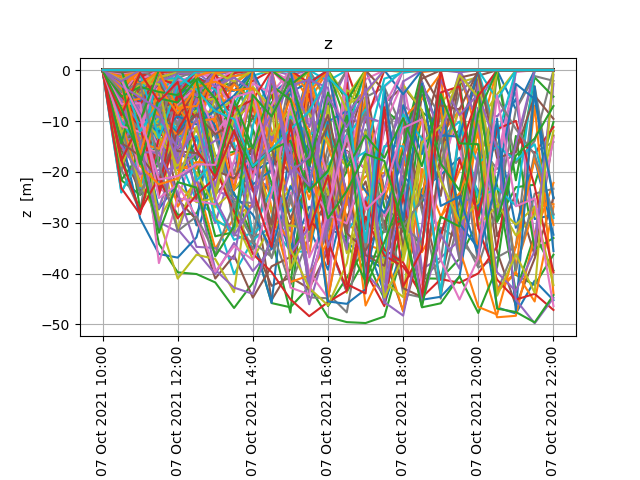 z
0
−10
−20
−30
−40
−50
z [m]
07 Oct 2021 10:00
07 Oct 2021 12:00
07 Oct 2021 14:00
07 Oct 2021 16:00
07 Oct 2021 18:00
07 Oct 2021 20:00
07 Oct 2021 22:00